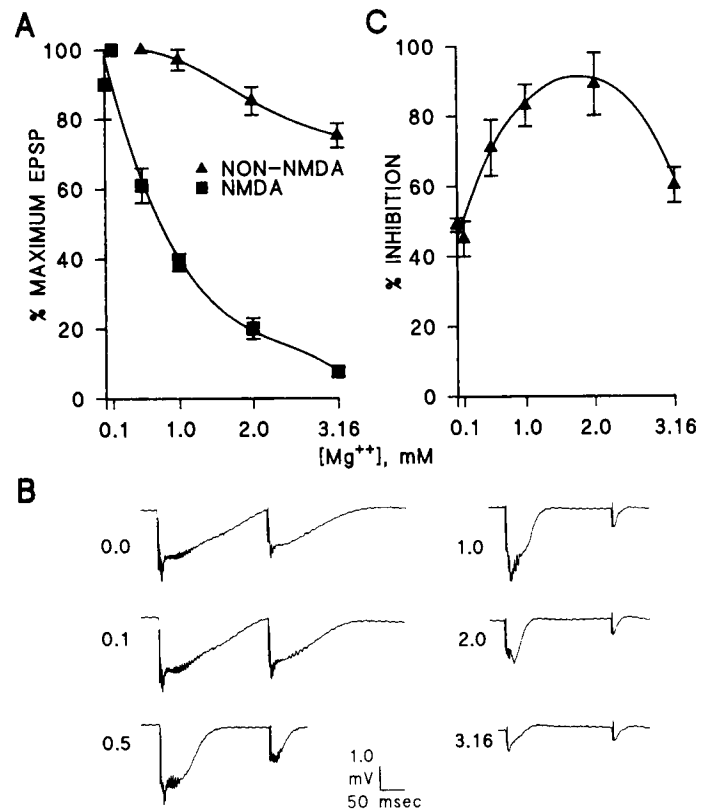 A
% MAXIMUM EPSP
100
80
60
40
20
0
▲ NON-NMDA
■ NMDA
0.1 1.0 2.0 3.16
C
% INHIBITION
100
80
60
40
20
0
0.1 1.0 2.0 3.16
[Mg++], mM
B
0.0
0.1
0.5
1.0
2.0
3.16
1.0
mV
50 msec